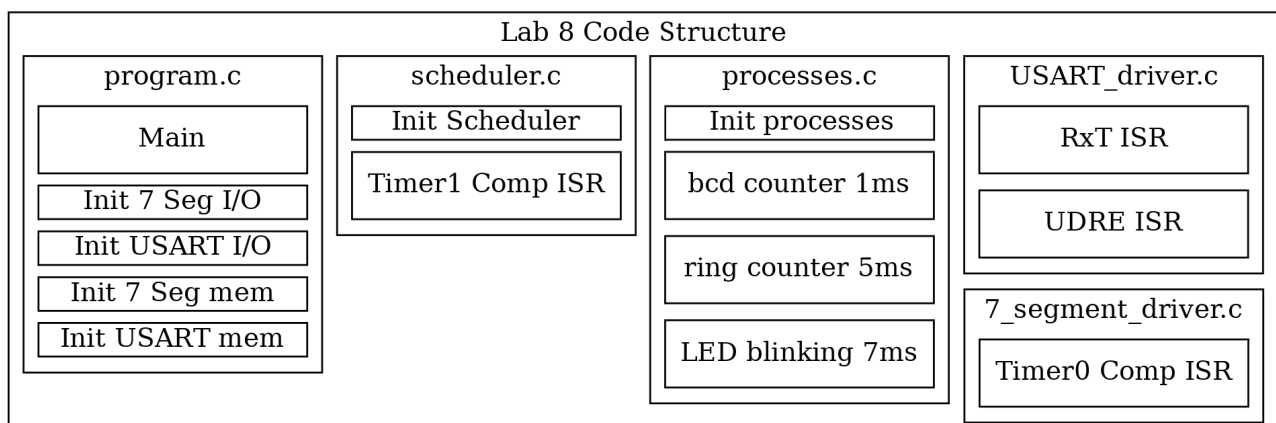 Lab 8 Code Structure
program.c
Main
Init 7 Seg I/O
Init USART I/O
Init 7 Seg mem
Init USART mem
scheduler.c
Init Scheduler
Timer1 Comp ISR
processes.c
Init processes
bcd counter 1ms
ring counter 5ms
LED blinking 7ms
USART_driver.c
RxT ISR
UDRE ISR
7_segment_driver.c
Timer0 Comp ISR